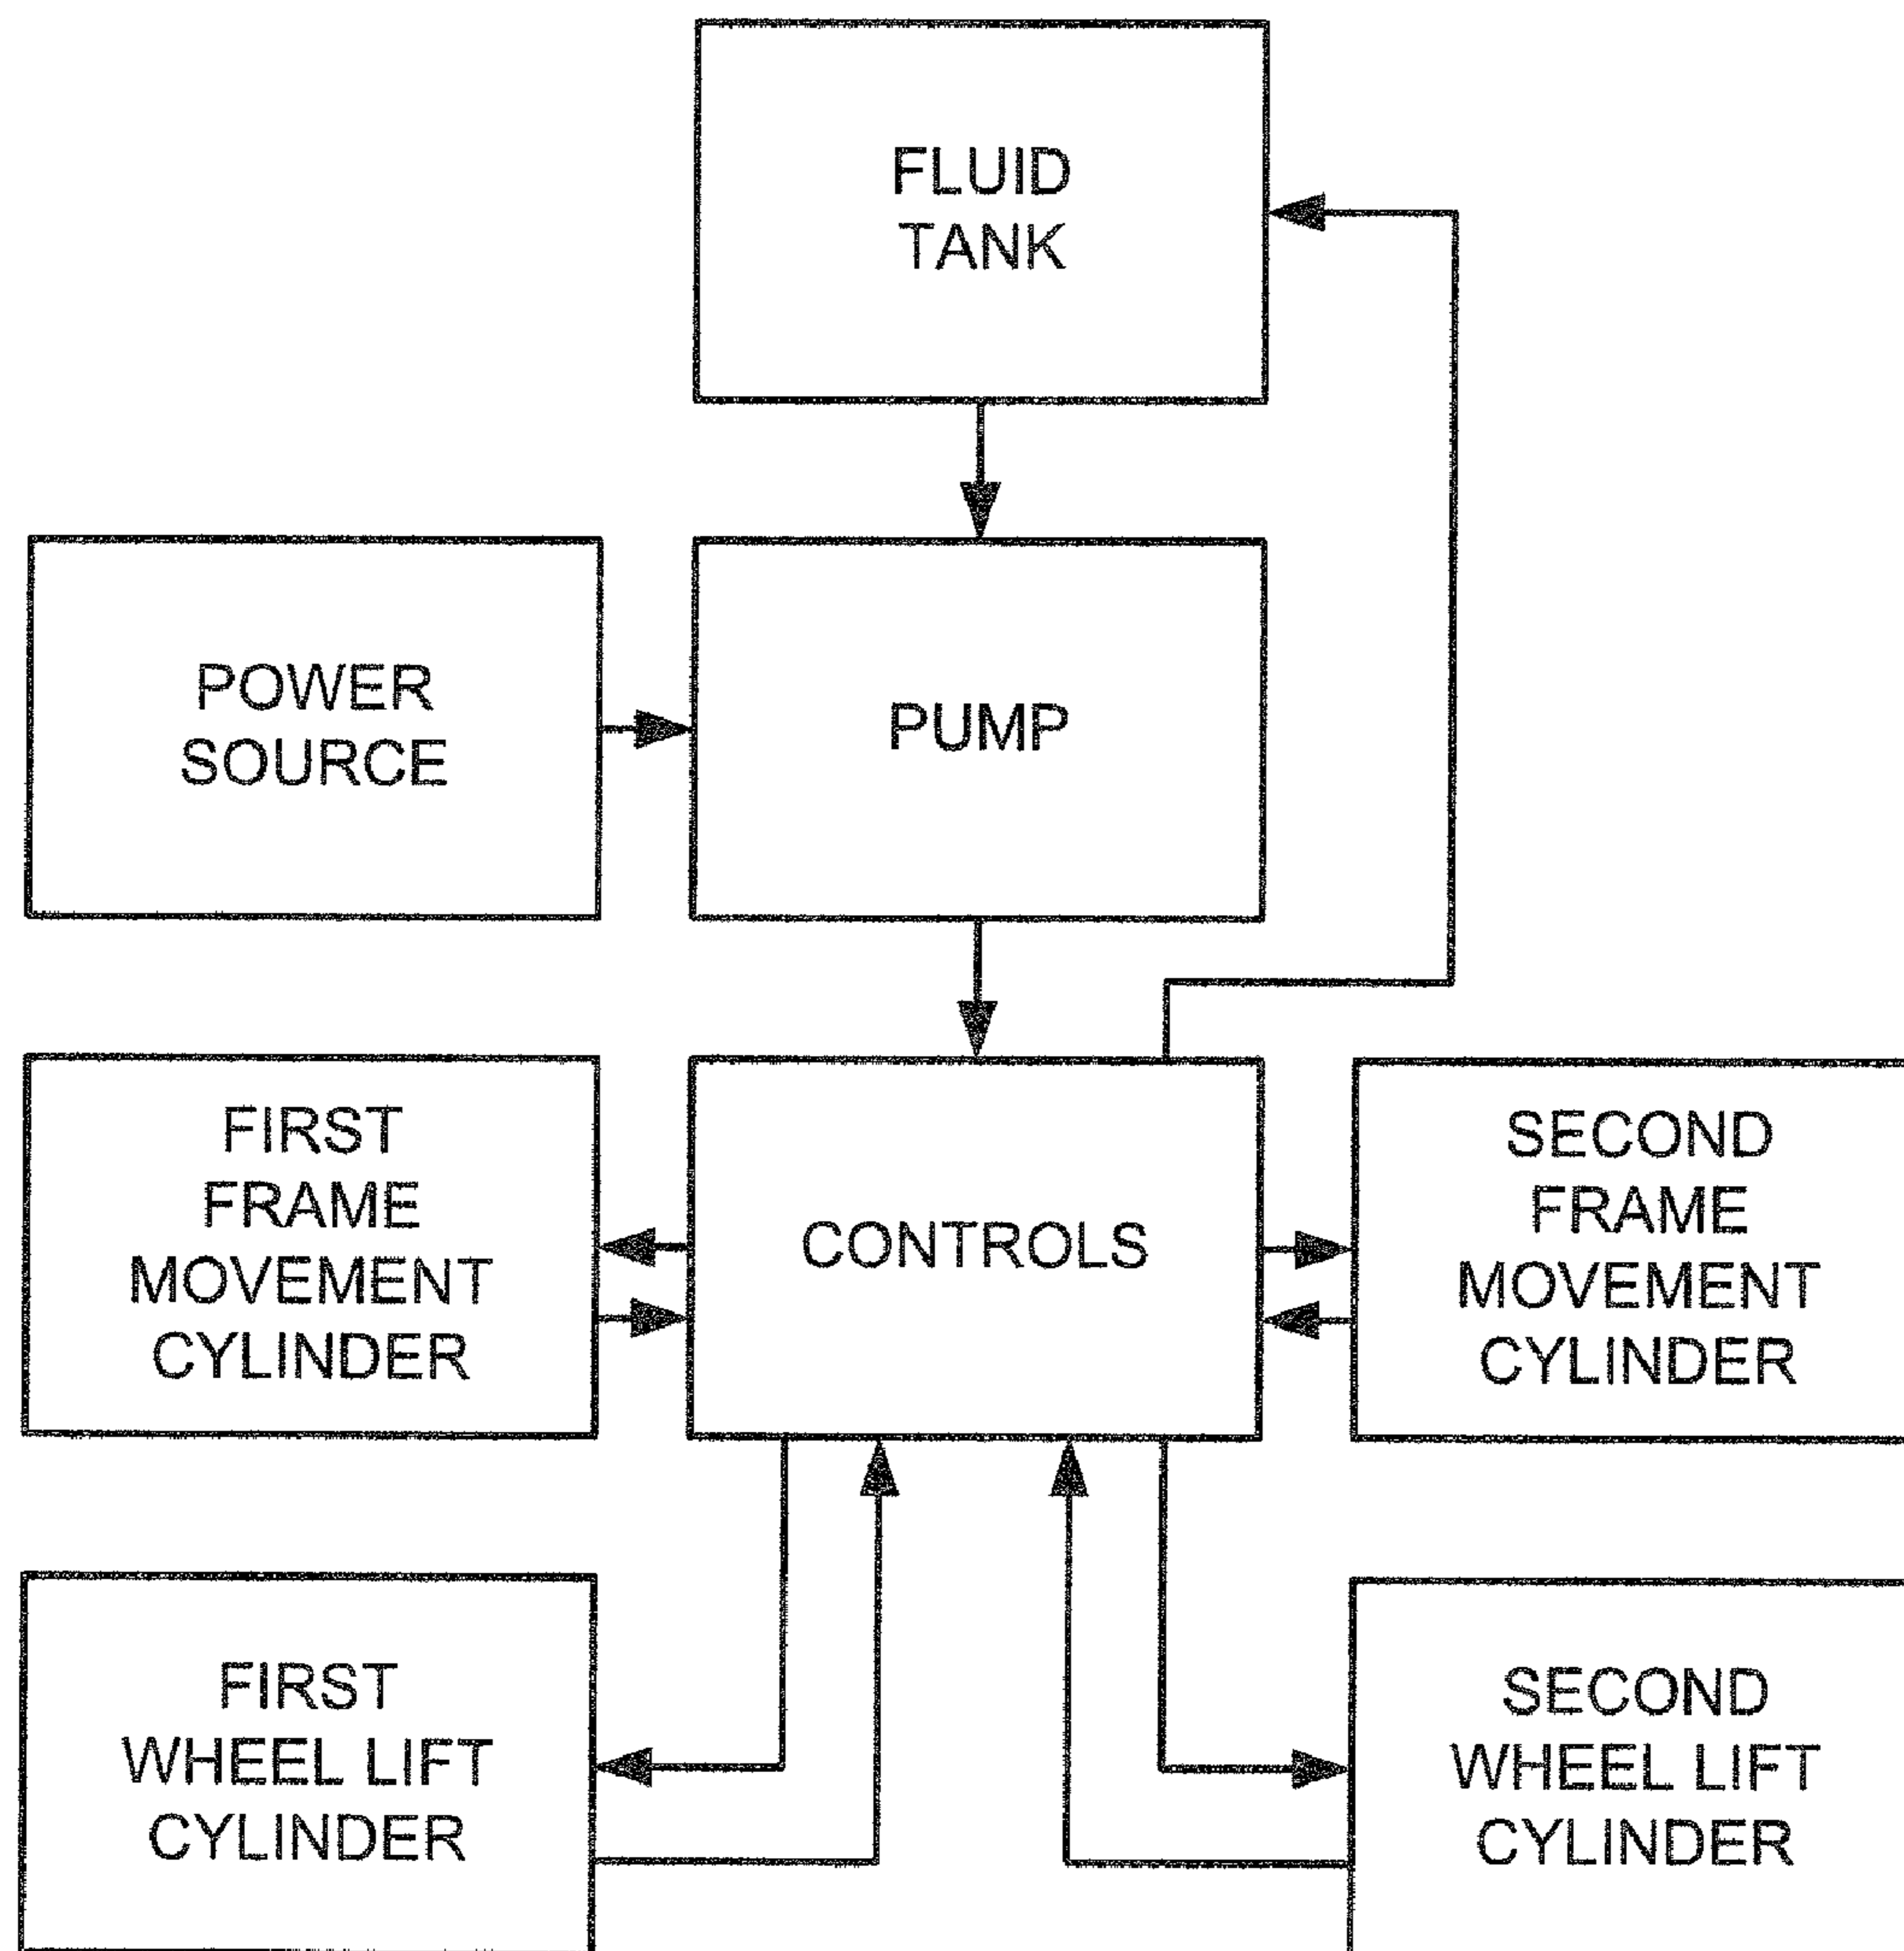 FLUID
TANK
POWER
SOURCE
PUMP
FIRST
FRAME
MOVEMENT
CYLINDER
CONTROLS
SECOND
FRAME
MOVEMENT
CYLINDER
FIRST
WHEEL LIFT
CYLINDER
SECOND
WHEEL LIFT
CYLINDER